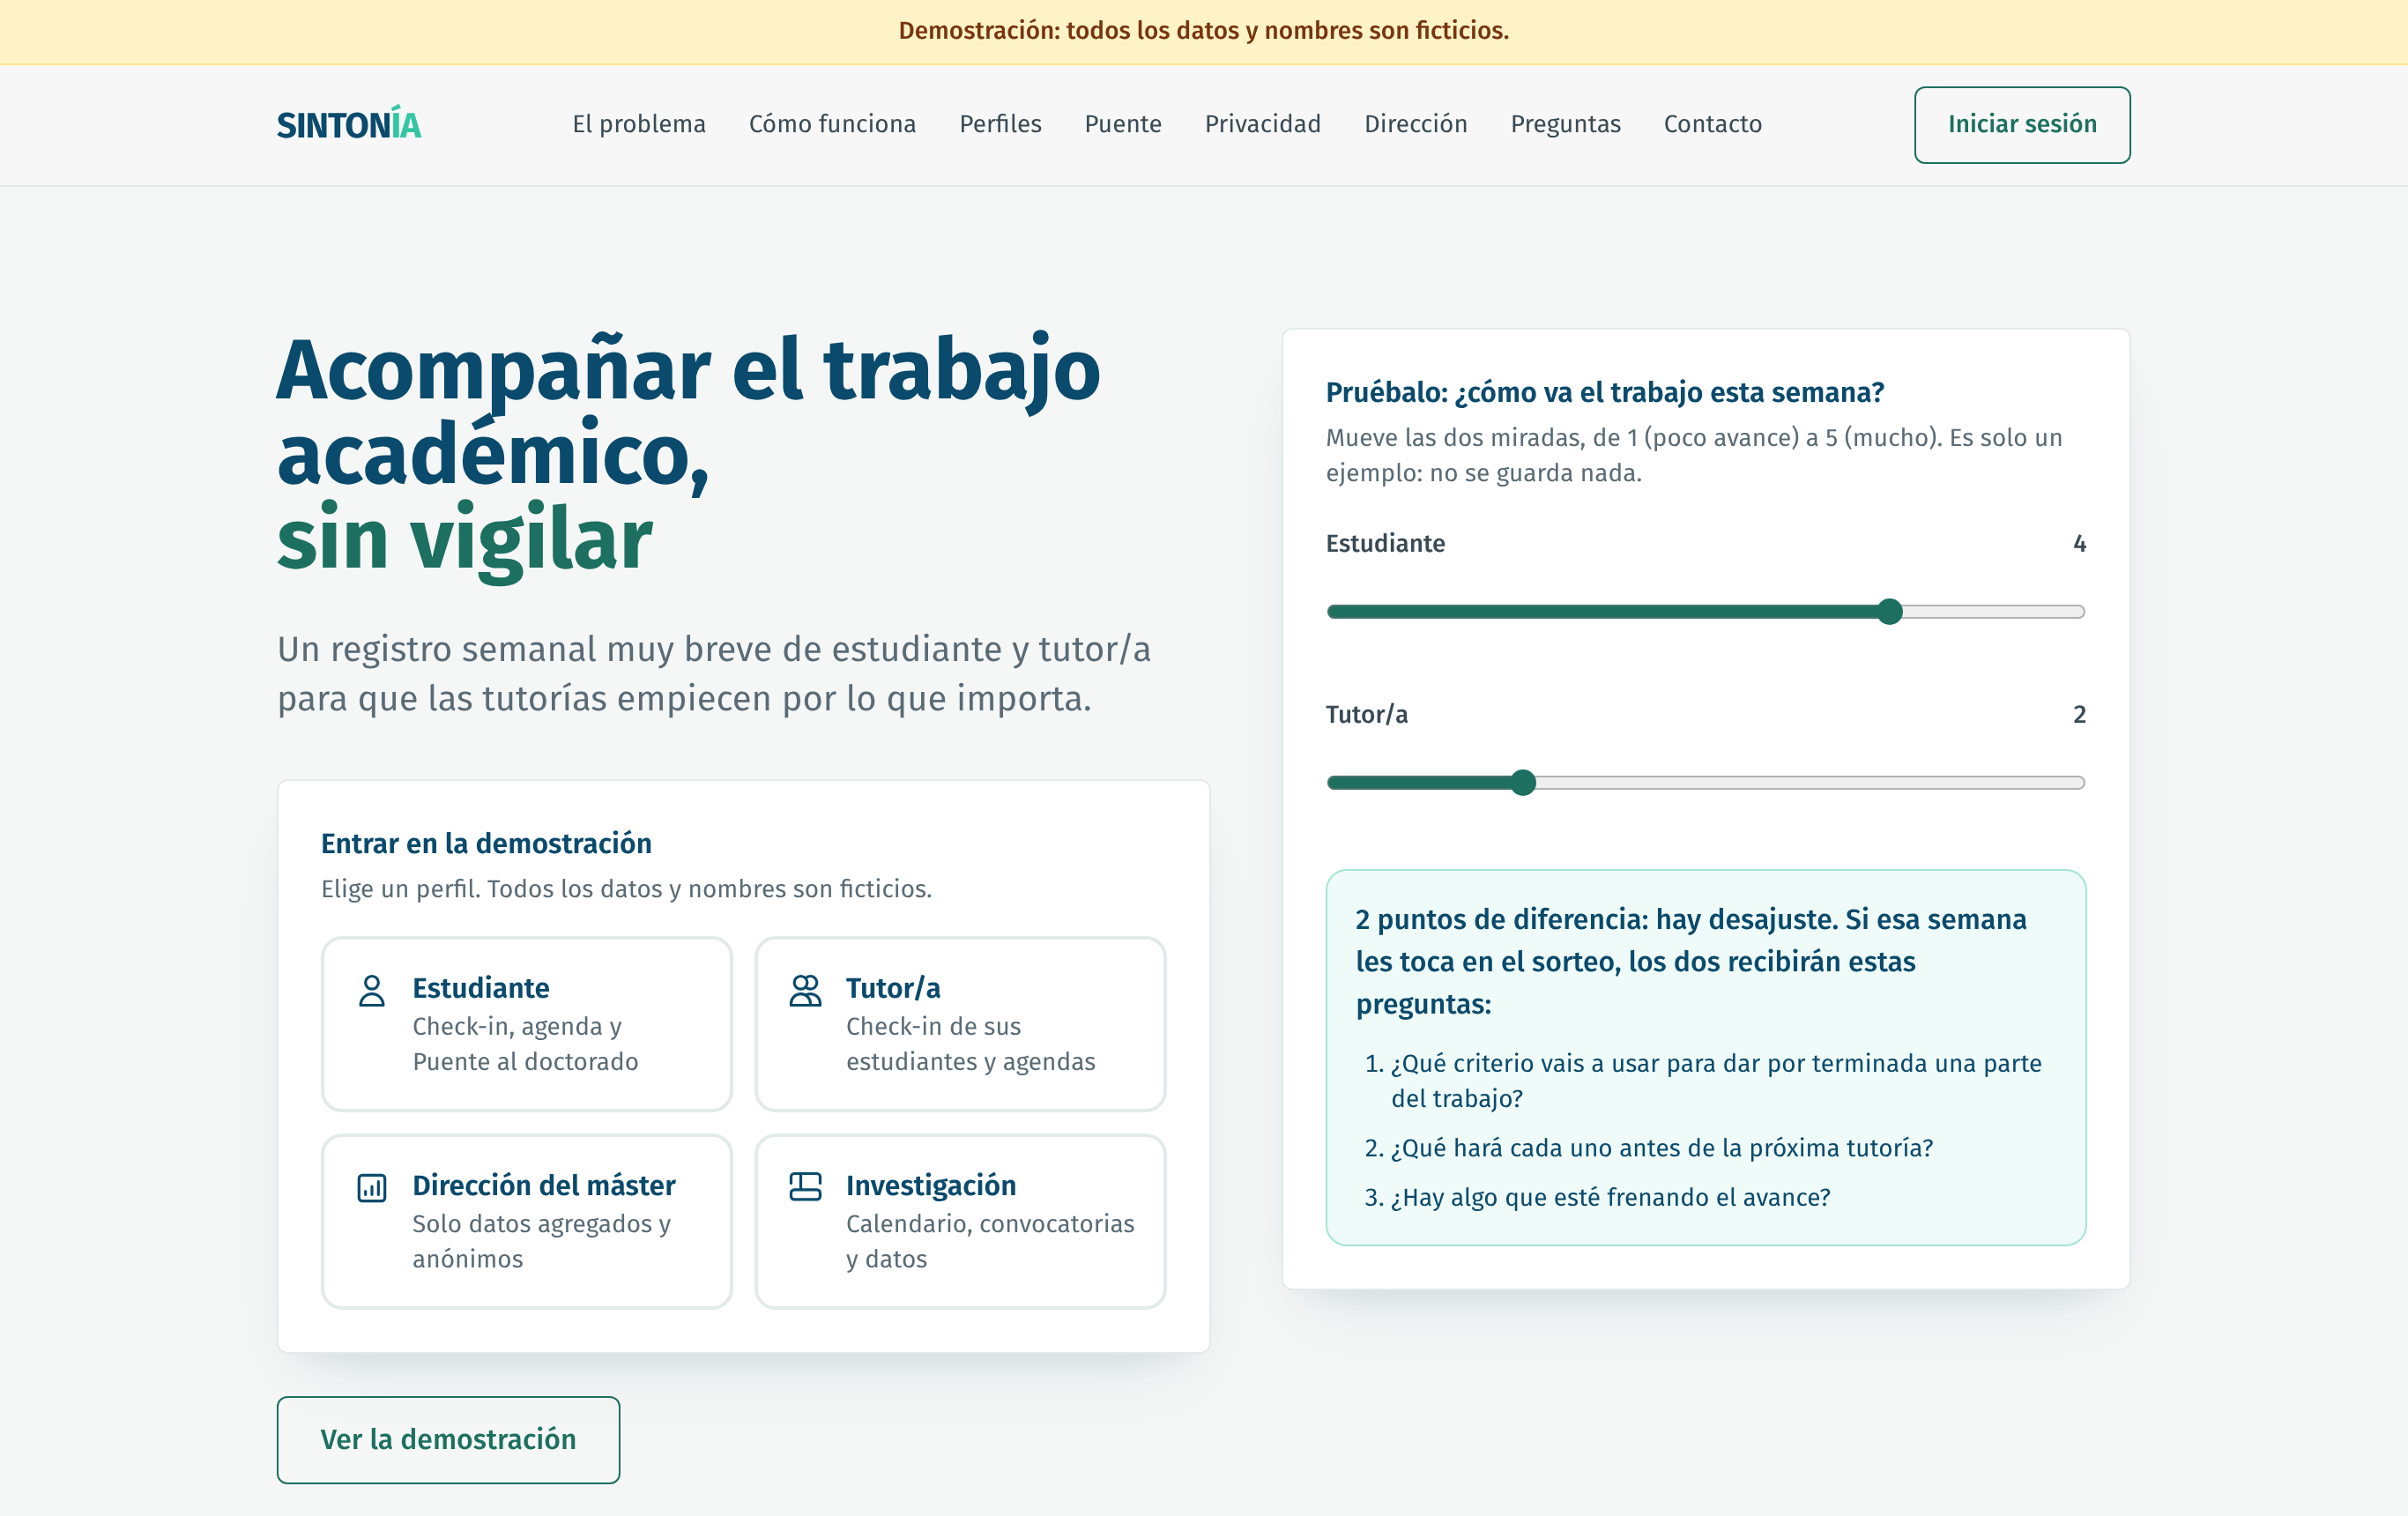 Demostración: todos los datos y nombres son ficticios.
SINTONÍA
El problema
Cómo funciona
Perfiles
Puente
Privacidad
Dirección
Preguntas
Contacto
Iniciar sesión
Acompañar el trabajo
académico,
sin vigilar
Un registro semanal muy breve de estudiante y tutor/a
para que las tutorías empiecen por lo que importa.
Entrar en la demostración
Elige un perfil. Todos los datos y nombres son ficticios.
Estudiante
Check-in, agenda y
Puente al doctorado
Tutor/a
Check-in de sus
estudiantes y agendas
Dirección del máster
Solo datos agregados y
anónimos
Investigación
Calendario, convocatorias
y datos
Ver la demostración
Pruébalo: ¿cómo va el trabajo esta semana?
Mueve las dos miradas, de 1 (poco avance) a 5 (mucho). Es solo un
ejemplo: no se guarda nada.
Estudiante 4
Tutor/a 2
2 puntos de diferencia: hay desajuste. Si esa semana
les toca en el sorteo, los dos recibirán estas
preguntas:
1. ¿Qué criterio vais a usar para dar por terminada una parte
del trabajo?
2. ¿Qué hará cada uno antes de la próxima tutoría?
3. ¿Hay algo que esté frenando el avance?